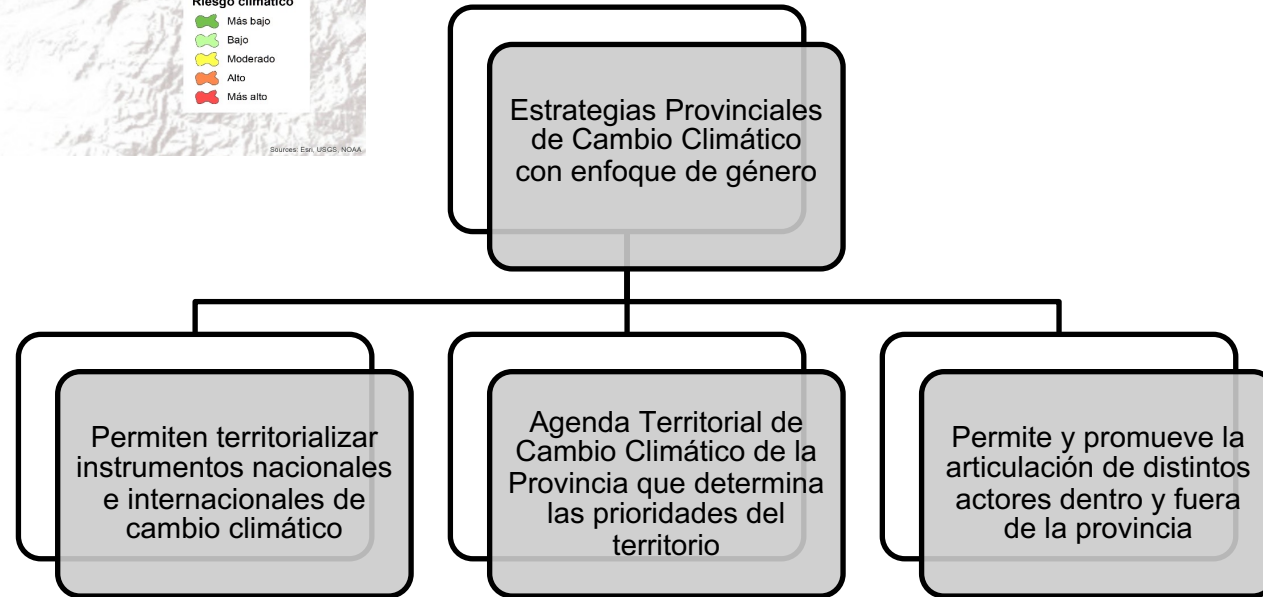 Riesgo climático
Más bajo
Bajo
Moderado
Alto
Más alto
Sources: Esri, USGS, NOAA
Estrategias Provinciales
de Cambio Climático
con enfoque de género
Permiten territorializar
instrumentos nacionales
e internacionales de
cambio climático
Agenda Territorial de
Cambio Climático de la
Provincia que determina
las prioridades del
territorio
Permite y promueve la
articulación de distintos
actores dentro y fuera
de la provincia